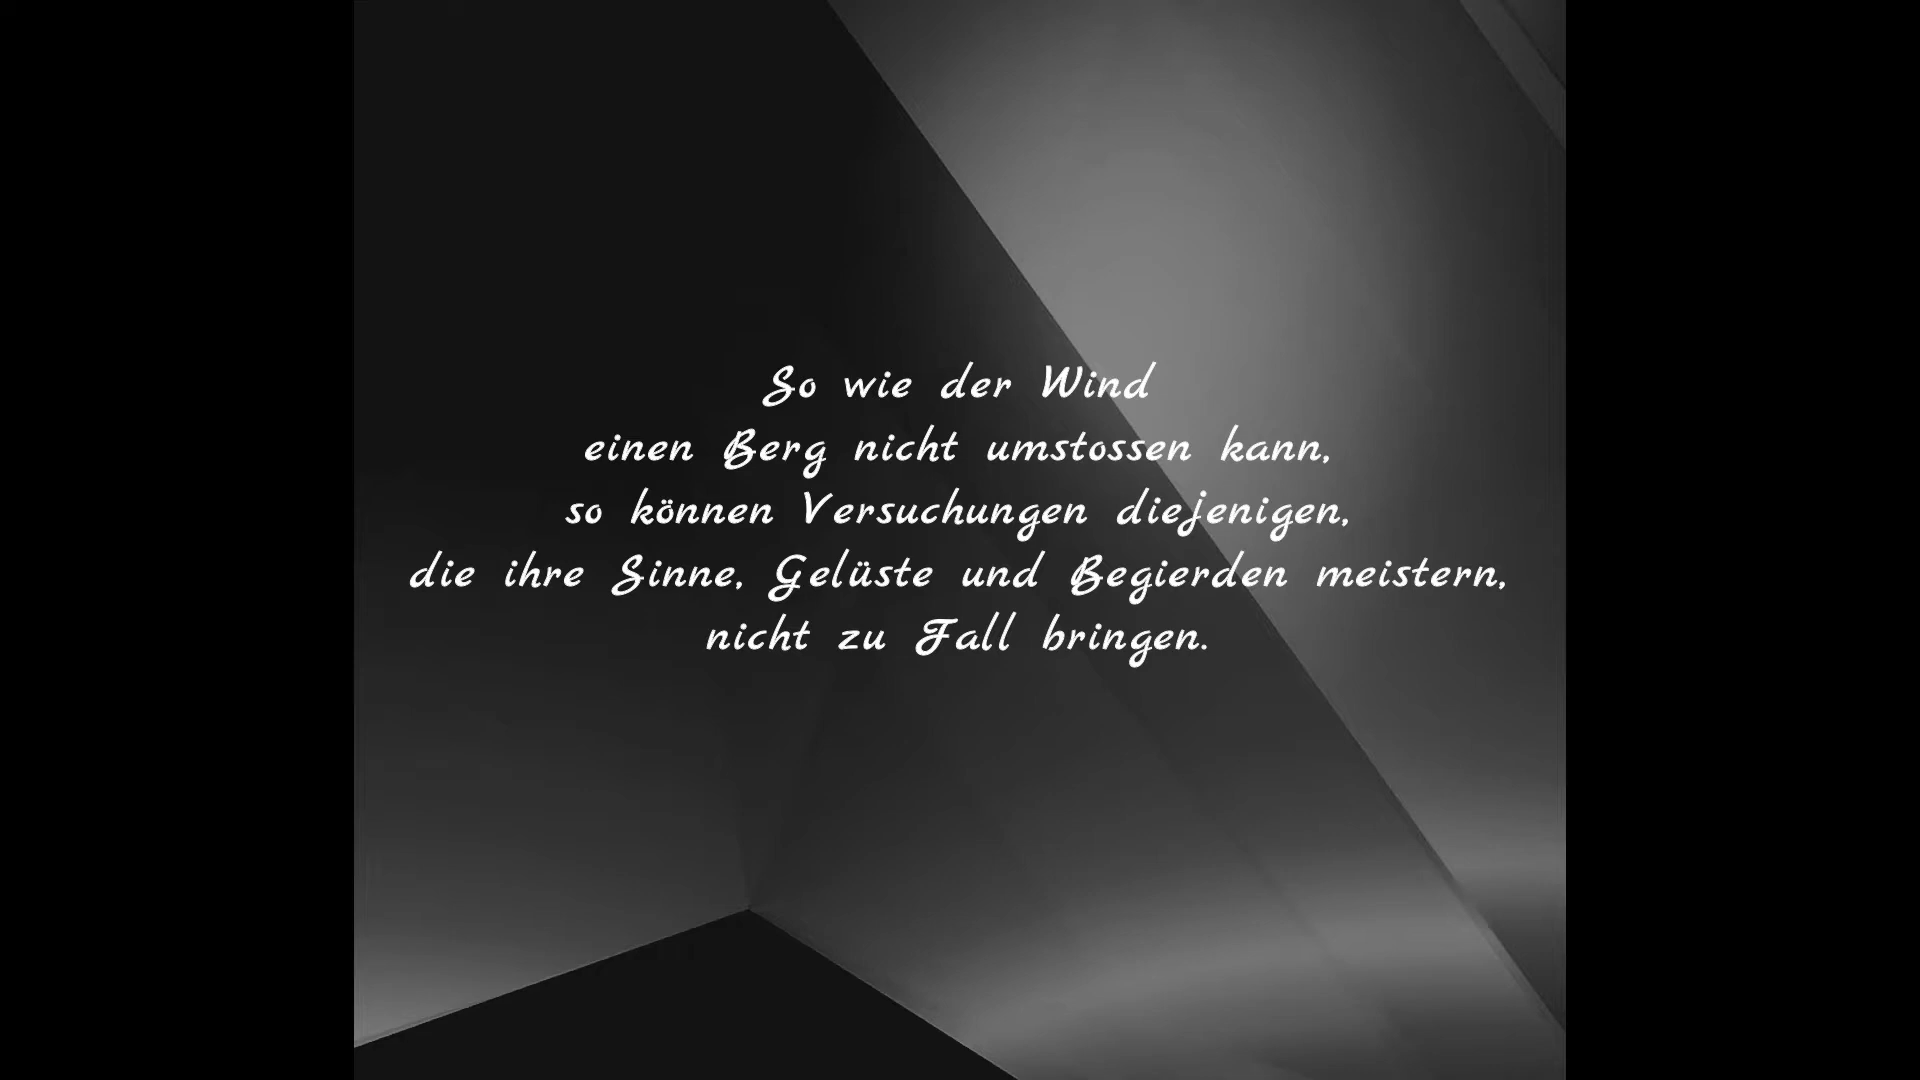 So wie der Wind
einen Berg nicht umstossen kann,
so können Versuchungen diejenigen,
die ihre Sinne, Gelüste und Begierden meistern,
nicht zu Fall bringen.